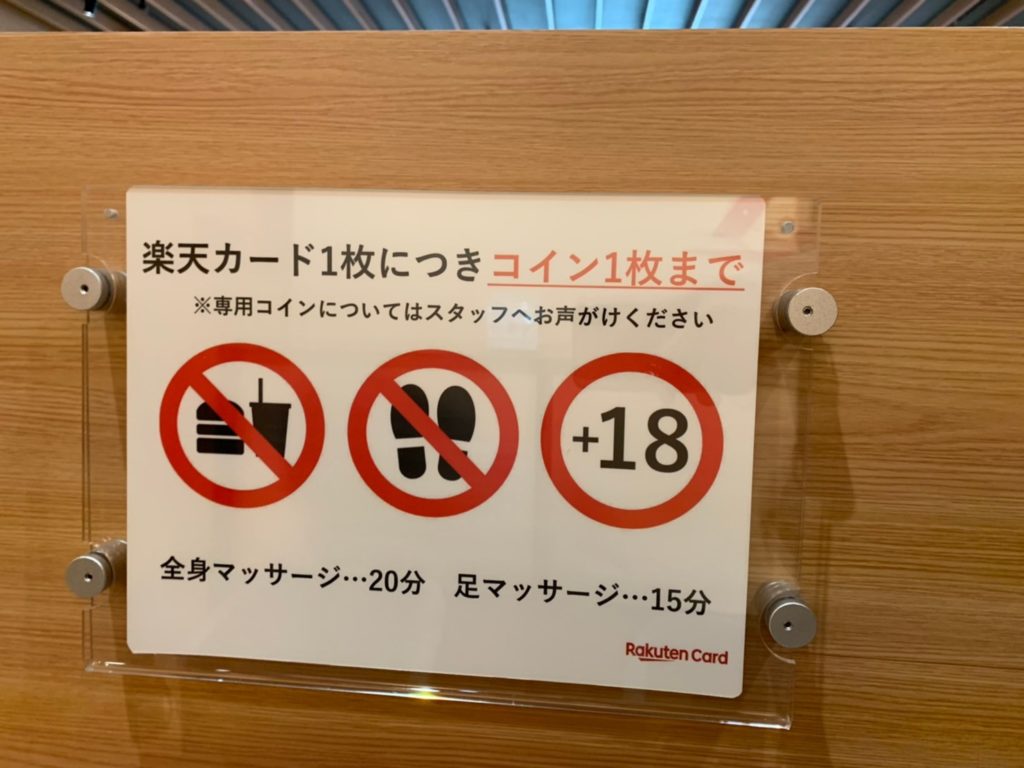 楽天カード1枚につきコイン1枚まで
※専用コインについてはスタッフへお声がけください
+18
全身マッサージ…20分 足マッサージ…15分
Rakuten Card